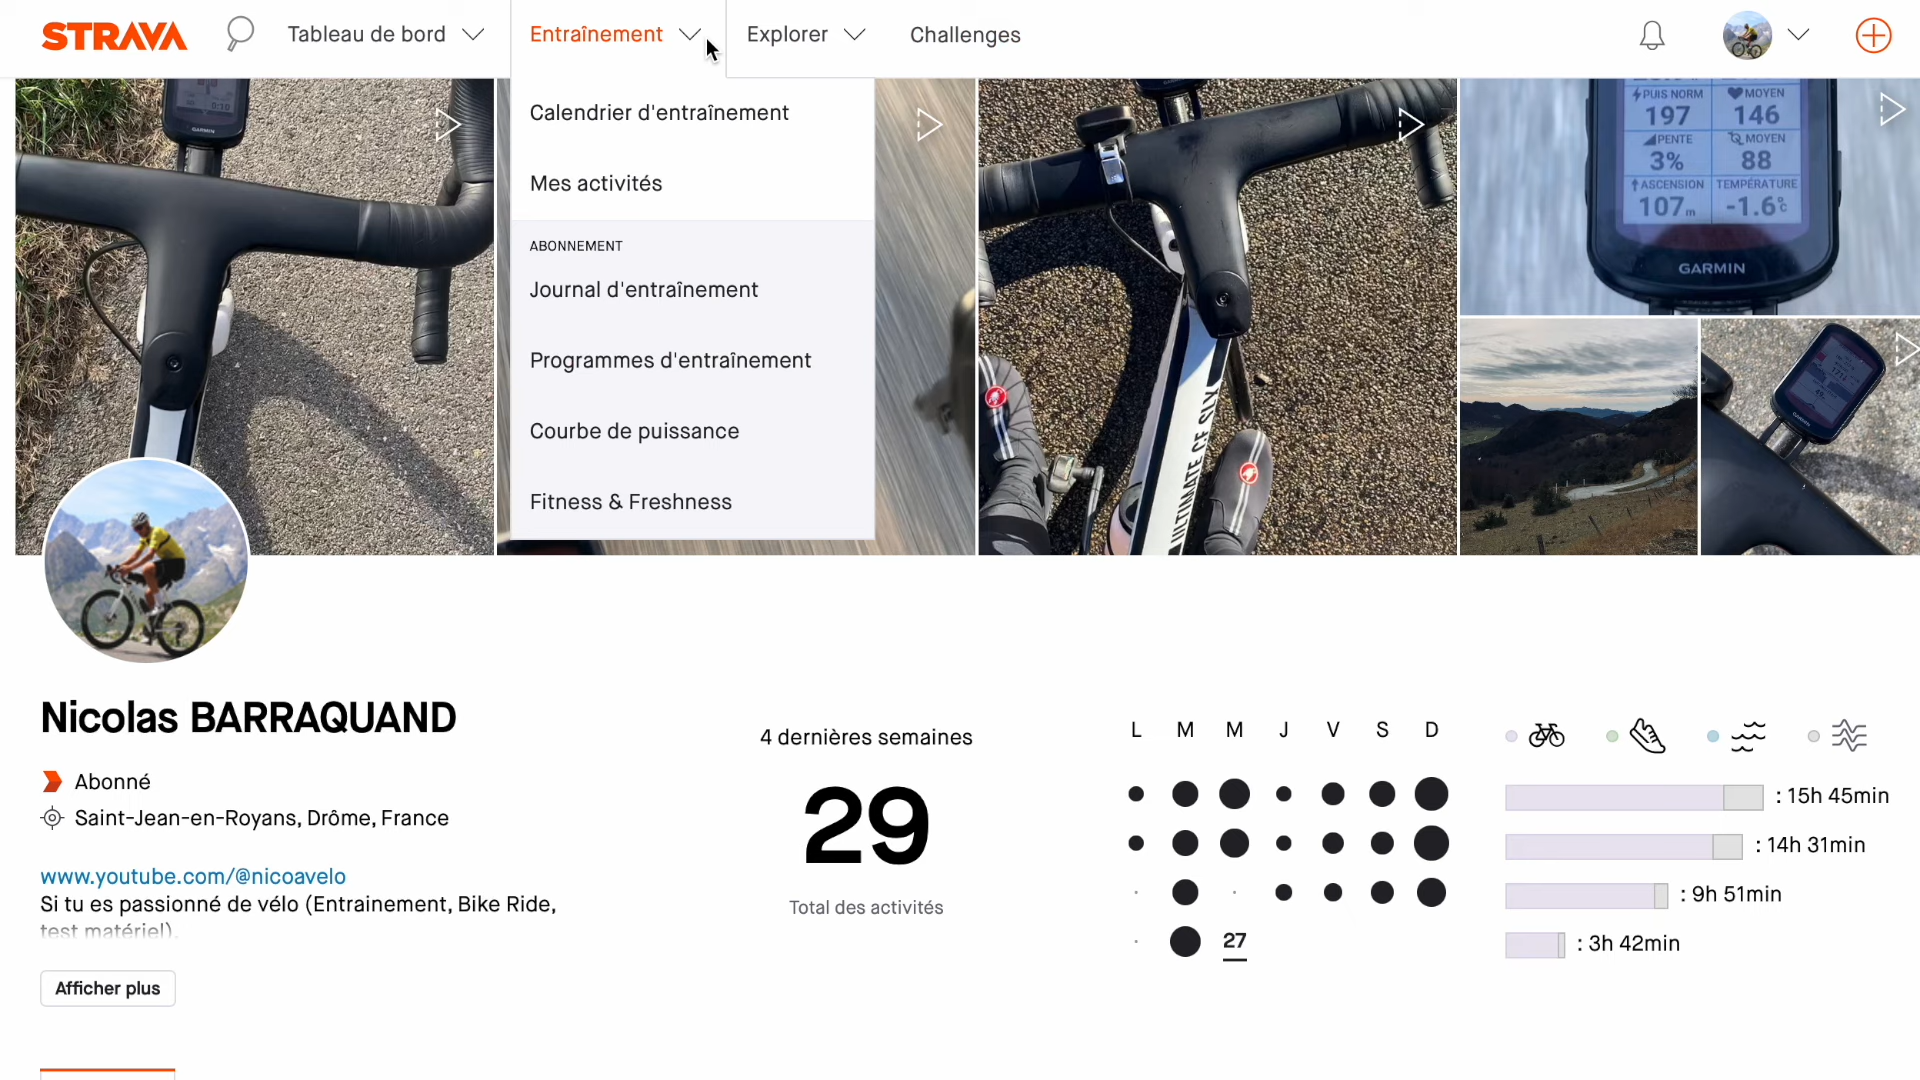 STRAVA
Tableau de bord
Entraînement
Explorer
Challenges
Calendrier d'entraînement
Mes activités
ABONNEMENT
Journal d'entraînement
Programmes d'entraînement
Courbe de puissance
Fitness & Freshness
GARMIN
PUIS NORM
MOYEN
197
146
PENTE
MOYEN
3%
88
ASCENSION
TEMPÉRATURE
107m
-1.6°c
GARMIN
ULTIMATE CF SLX
Nicolas BARRAQUAND
Abonné
Saint-Jean-en-Royans, Drôme, France
www.youtube.com/@nicoavelo
Si tu es passionné de vélo (Entrainement, Bike Ride,
test matériel).
Afficher plus
4 dernières semaines
29
Total des activités
L M M J V S D
27
: 15h 45min
: 14h 31min
: 9h 51min
: 3h 42min